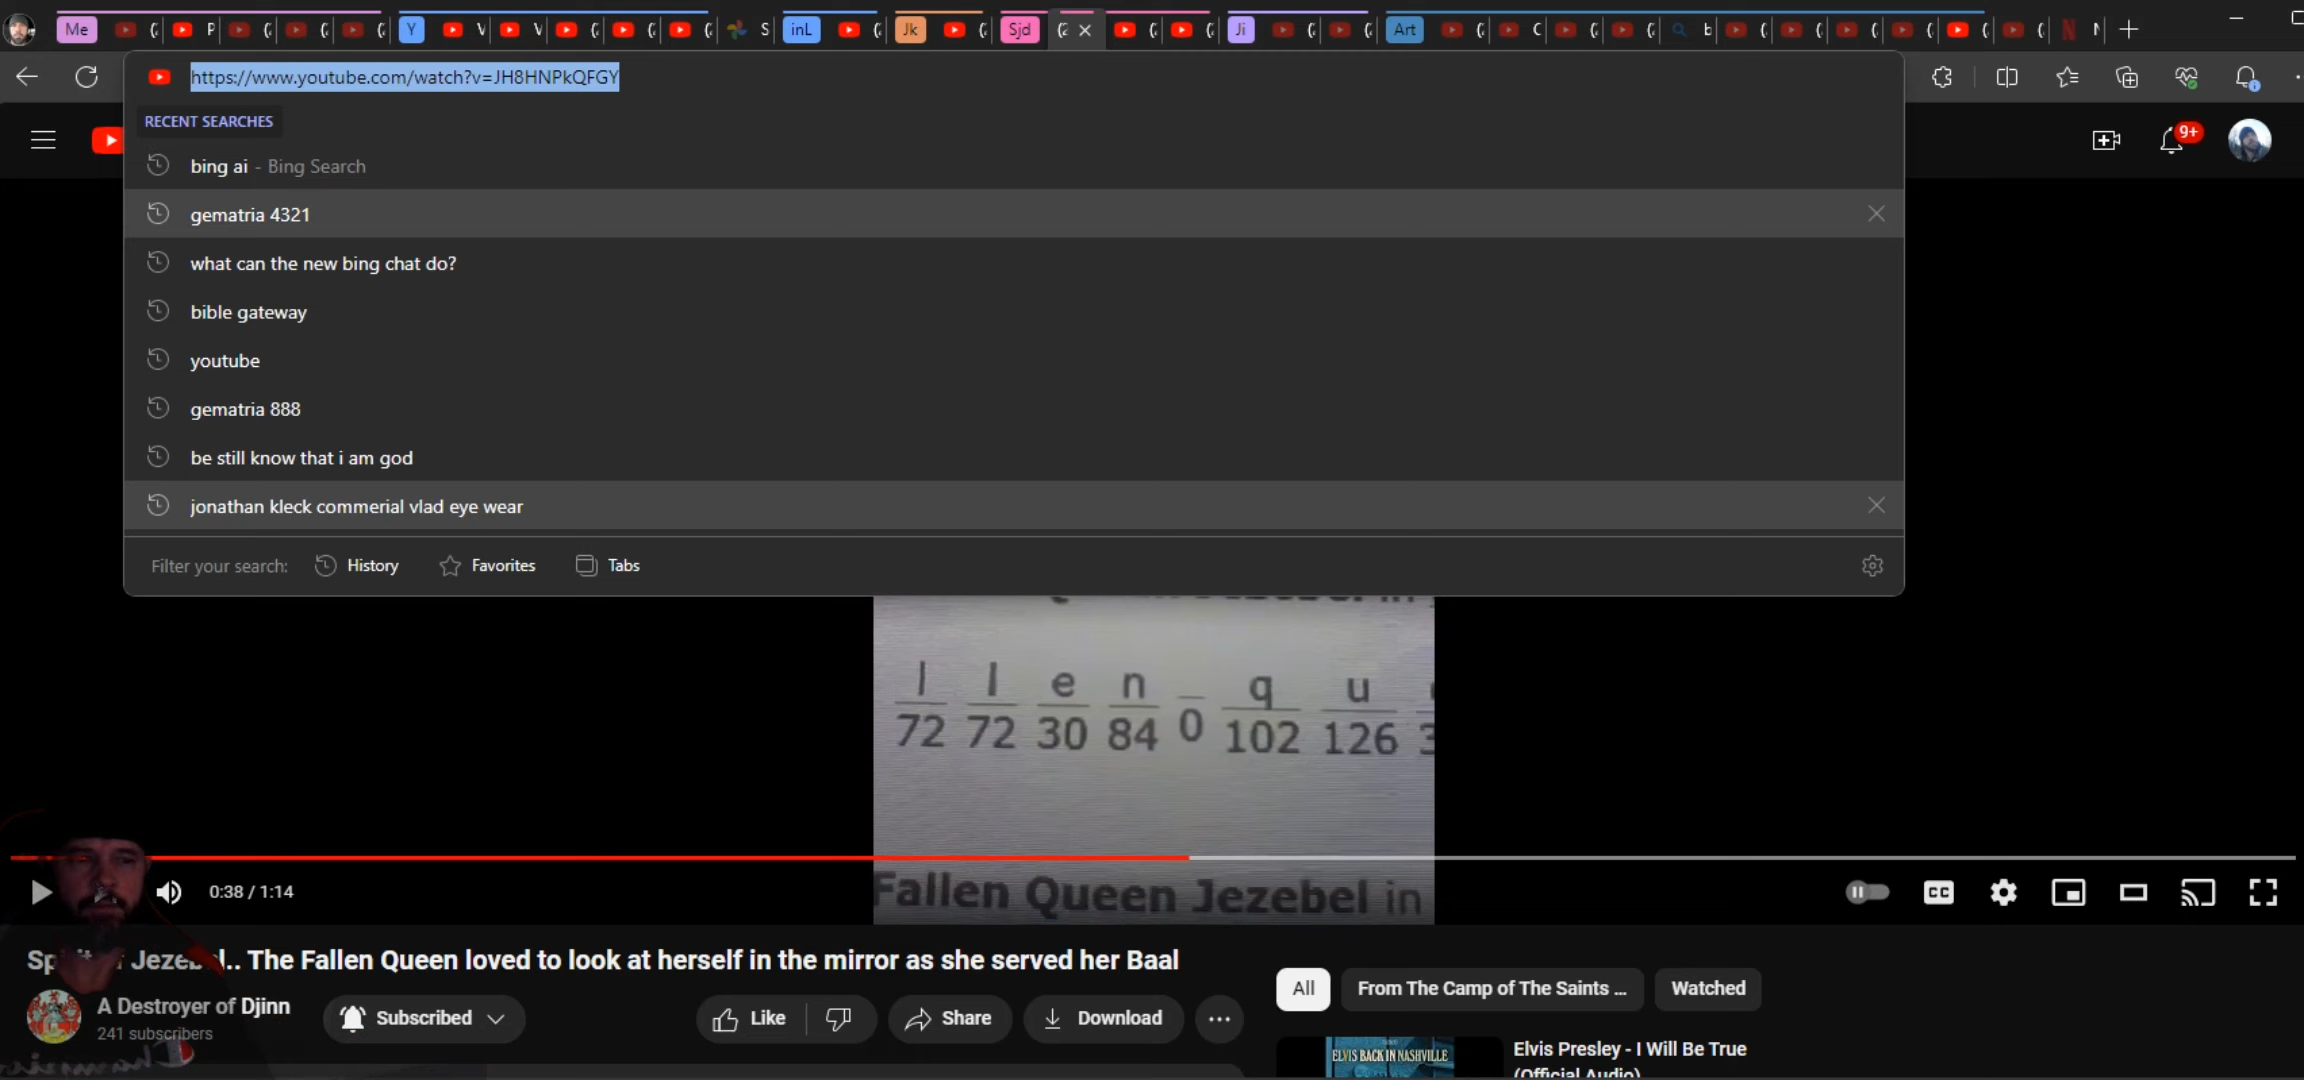 Me
P
Y
V
V
S
inL
Jk
Sjd
Ji
Art
C
b
https://www.youtube.com/watch?v=JH8HNPkQFGY
RECENT SEARCHES
bing ai - Bing Search
gematria 4321
what can the new bing chat do?
bible gateway
youtube
gematria 888
be still know that i am god
jonathan kleck commerial vlad eye wear
Filter your search: History Favorites Tabs
9+
l l e n _ q u
72 72 30 84 0 102 126 3
Fallen Queen Jezebel in
0:38 / 1:14
CC
Jezebel.. The Fallen Queen loved to look at herself in the mirror as she served her Baal
A Destroyer of Djinn
241 subscribers
Subscribed
Like
Share
Download
All
From The Camp of The Saints ...
Watched
ELVIS BACK IN NASHVILLE
Elvis Presley - I Will Be True
(Official Audio)